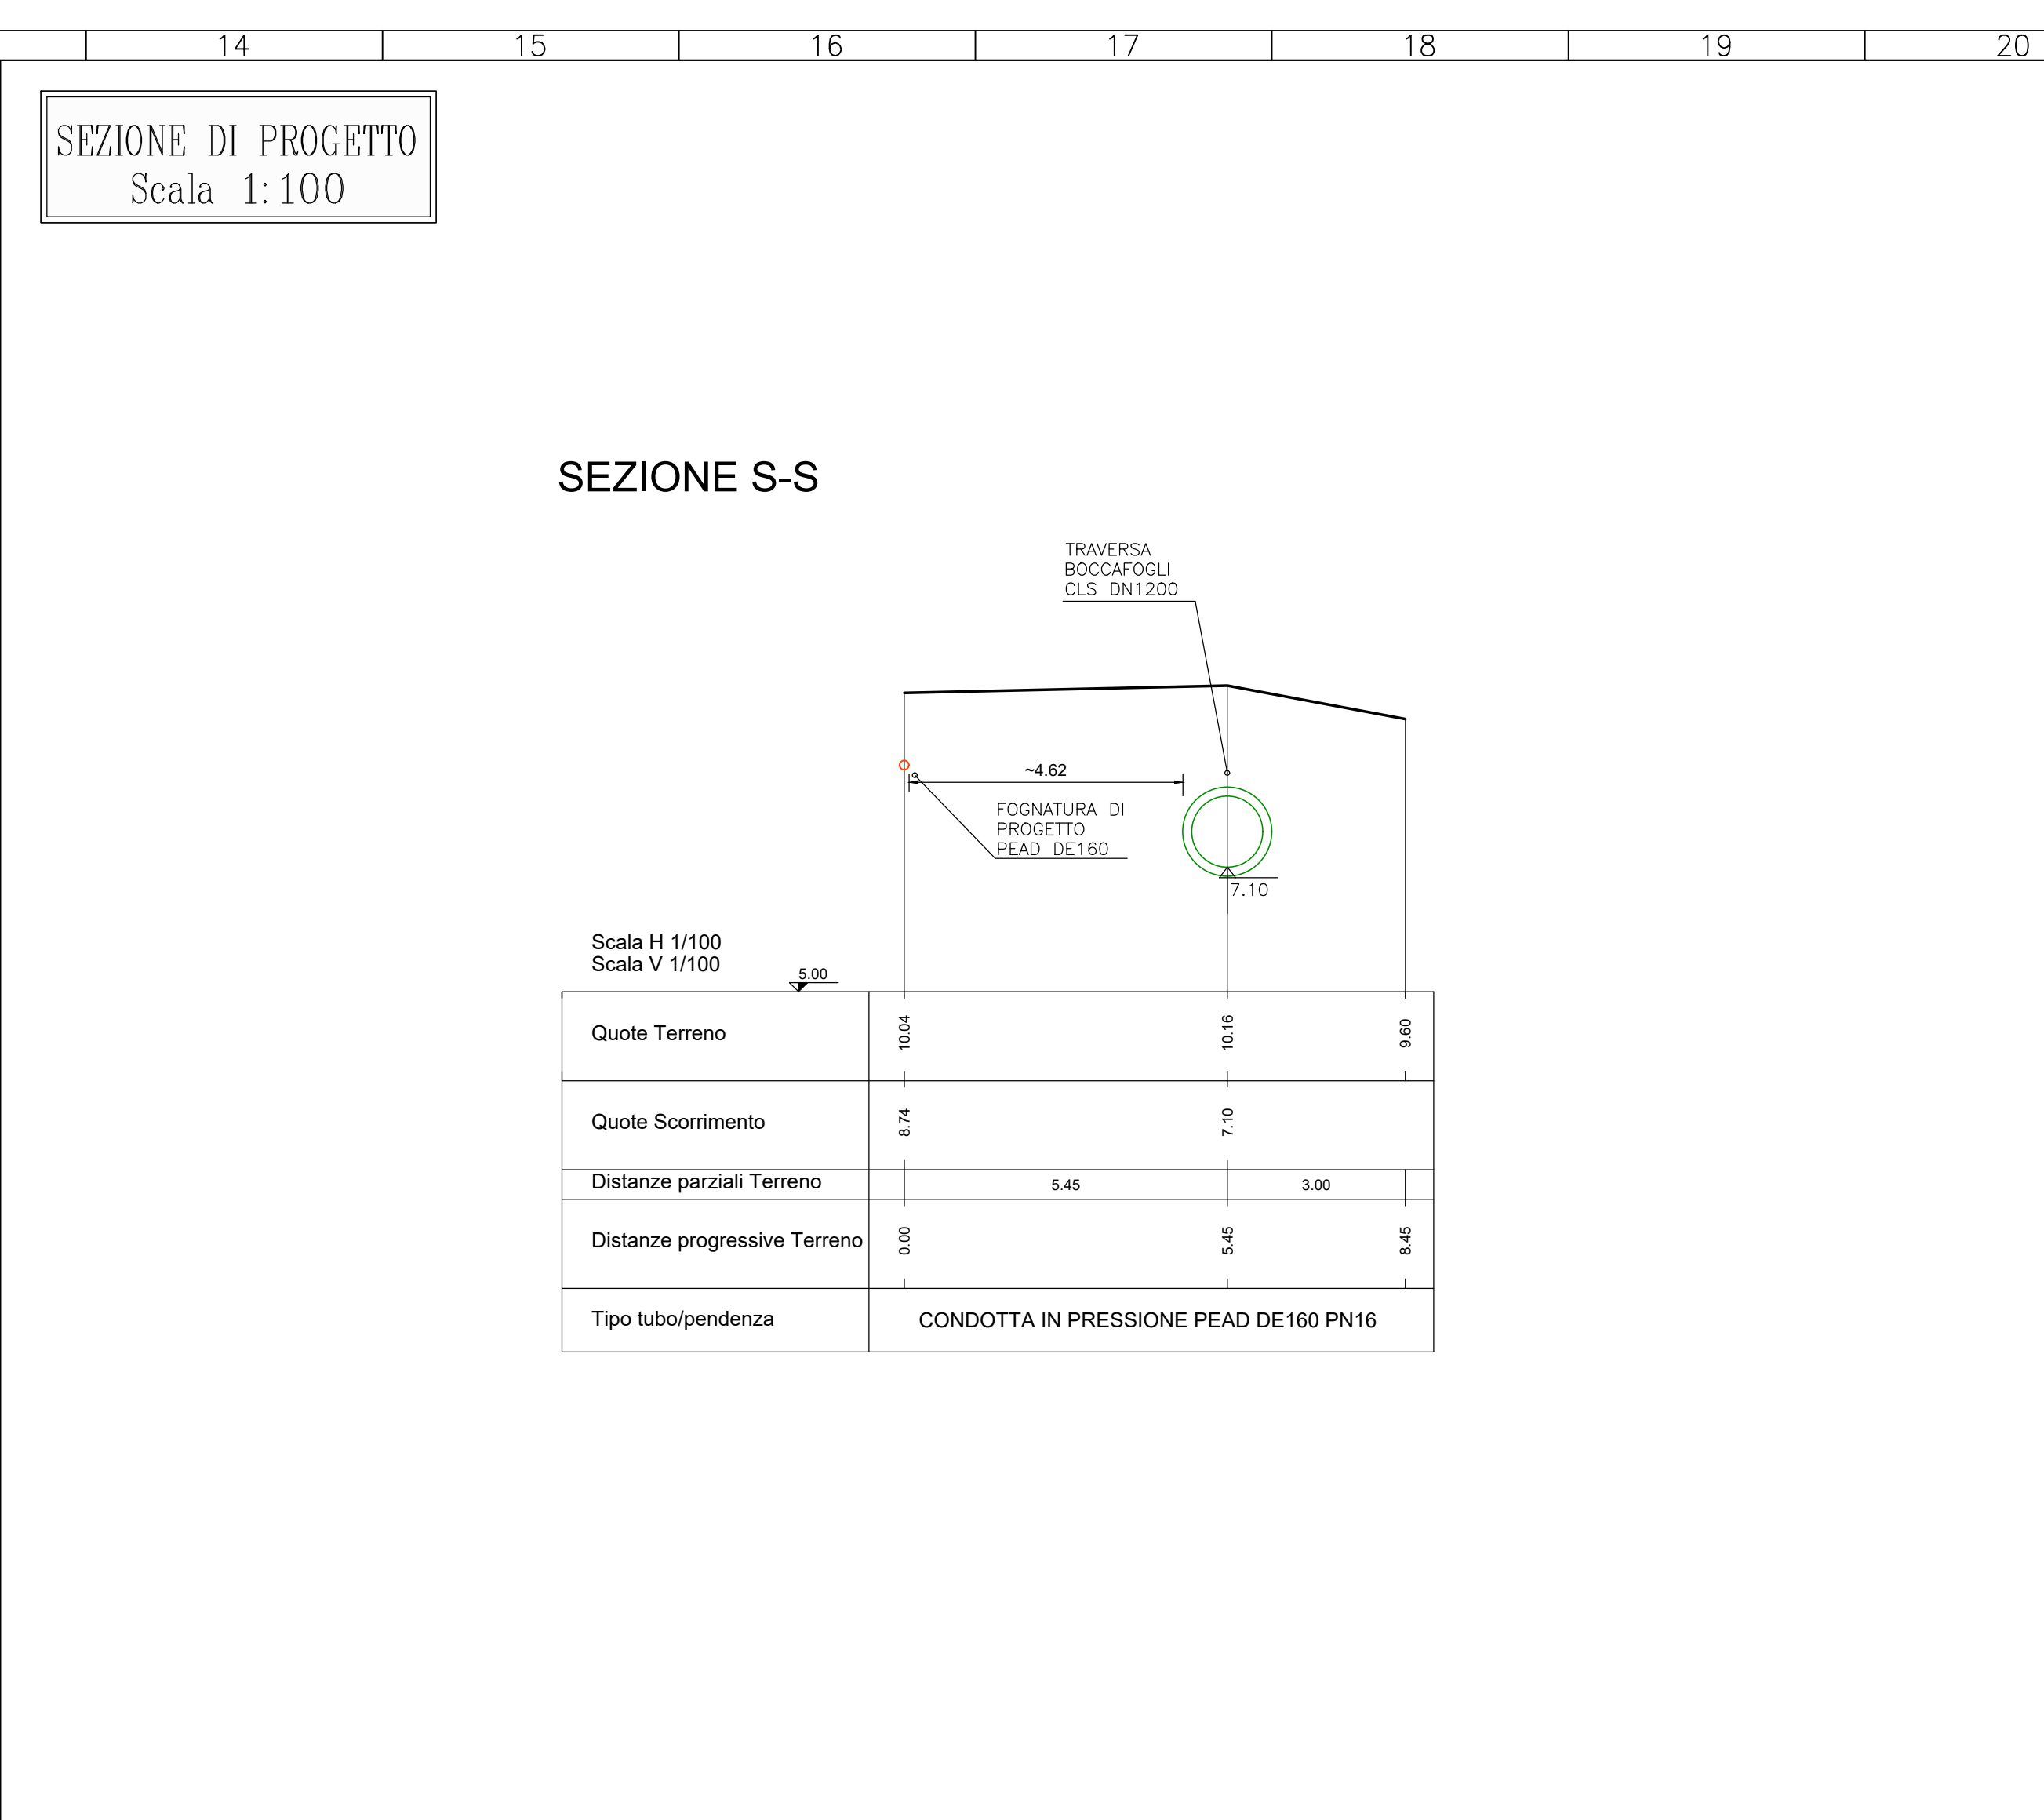 14 15 16 17 18 19 20
SEZIONE DI PROGETTO
Scala 1:100
SEZIONE S-S
TRAVERSA
BOCCAFOGLI
CLS DN1200
~4.62
FOGNATURA DI
PROGETTO
PEAD DE160
7.10
Scala H 1/100
Scala V 1/100
5.00
Quote Terreno 10.04 10.16 9.60
Quote Scorrimento 8.74 7.10
Distanze parziali Terreno 5.45 3.00
Distanze progressive Terreno 0.00 5.45 8.45
Tipo tubo/pendenza CONDOTTA IN PRESSIONE PEAD DE160 PN16